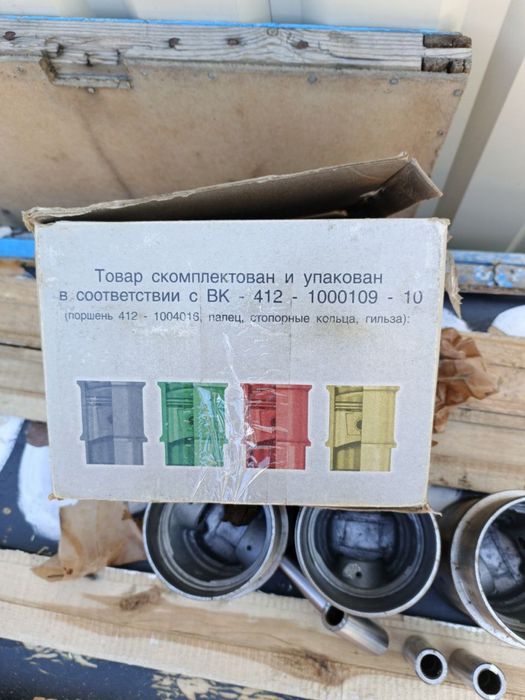 Товар скомплектован и упакован
в соответствии с ВК - 412 - 1000109 - 10
(поршень 412 - 1004016, палец, стопорные кольца, гильза):